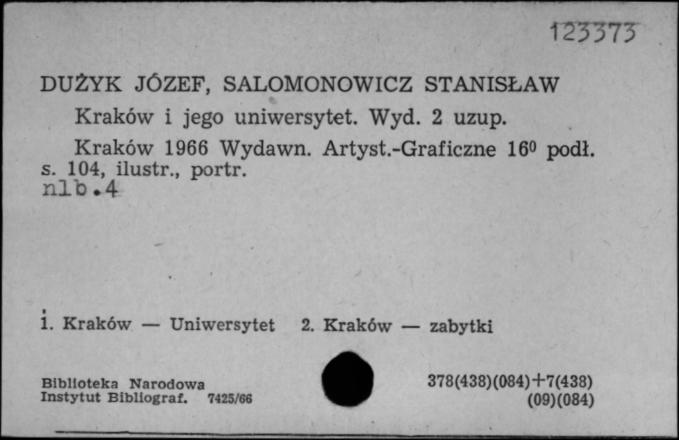 123373
DUŻYK JÓZEF, SALOMONOWICZ STANISŁAW
Kraków i jego uniwersytet. Wyd. 2 uzup.
Kraków 1966 Wydawn. Artyst.-Graficzne 16⁰ podł.
s. 104, ilustr., portr.
nlb.4
1. Kraków — Uniwersytet 2. Kraków — zabytki
Biblioteka Narodowa
Instytut Bibliograf. 7425/66
378(438)(084)+7(438)
(09)(084)